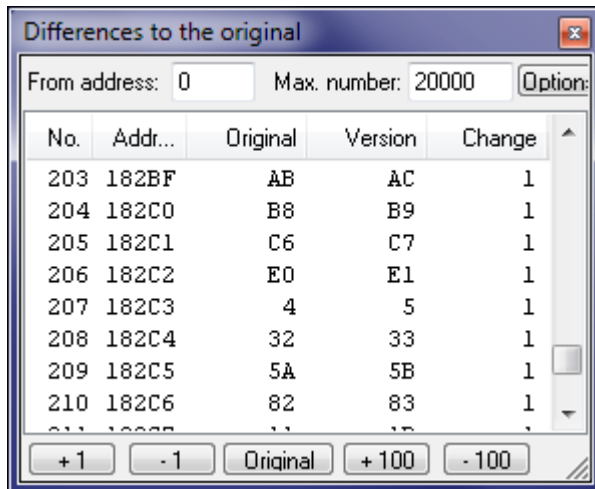 Differences to the original
From address: 0 Max. number: 20000 Option:
No. Addr... Original Version Change
203 182BF AB AC 1
204 182C0 B8 B9 1
205 182C1 C6 C7 1
206 182C2 E0 E1 1
207 182C3 4 5 1
208 182C4 32 33 1
209 182C5 5A 5B 1
210 182C6 82 83 1
+ 1 - 1 Original + 100 - 100